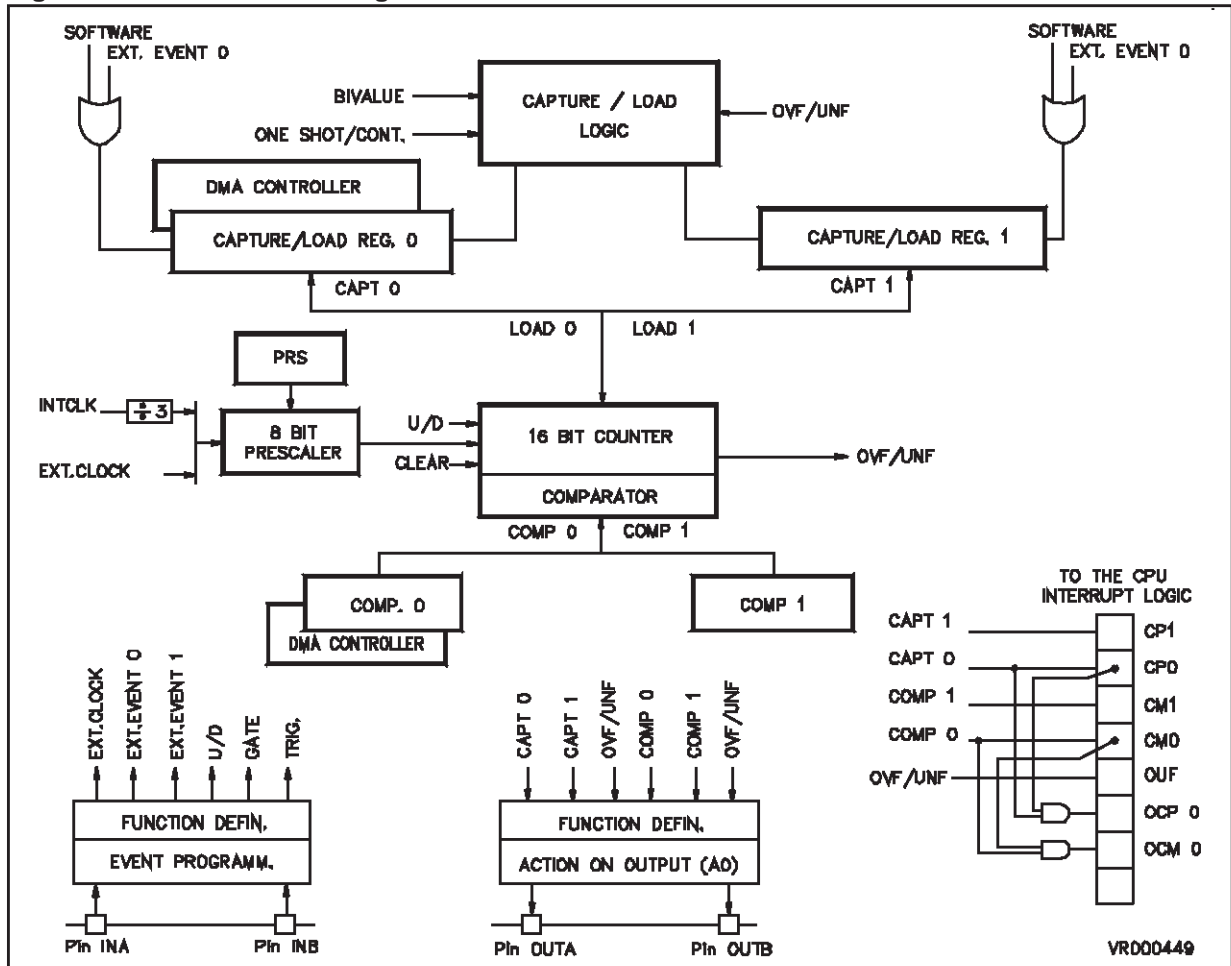 SOFTWARE
EXT. EVENT 0
SOFTWARE
EXT. EVENT 0
BIVALUE
ONE SHOT/CONT.
CAPTURE / LOAD
LOGIC
OVF/UNF
DMA CONTROLLER
CAPTURE/LOAD REG. 0
CAPTURE/LOAD REG. 1
CAPT 0
CAPT 1
LOAD 0
LOAD 1
PRS
INTCLK
÷3
8 BIT
PRESCALER
EXT.CLOCK
U/D
CLEAR
16 BIT COUNTER
COMPARATOR
OVF/UNF
COMP 0
COMP 1
COMP. 0
DMA CONTROLLER
COMP 1
TO THE CPU
INTERRUPT LOGIC
CAPT 1
CP1
CAPT 0
CP0
COMP 1
CM1
COMP 0
CM0
OVF/UNF
OUF
OCP 0
OCM 0
EXT.CLOCK
EXT.EVENT 0
EXT.EVENT 1
U/D
GATE
TRIG.
FUNCTION DEFIN.
EVENT PROGRAMM.
Pin INA
Pin INB
CAPT 0
CAPT 1
OVF/UNF
COMP 0
COMP 1
OVF/UNF
FUNCTION DEFIN.
ACTION ON OUTPUT (AO)
Pin OUTA
Pin OUTB
VR000449